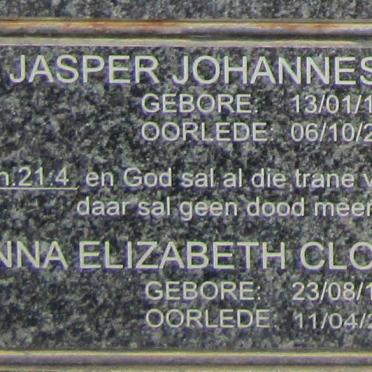 JASPER JOHANNES
GEBORE: 13/01/1
OORLEDE: 06/10/2
n.21:4 en God sal al die trane v
daar sal geen dood meer
NNA ELIZABETH CLO
GEBORE: 23/08/1
OORLEDE: 11/04/2